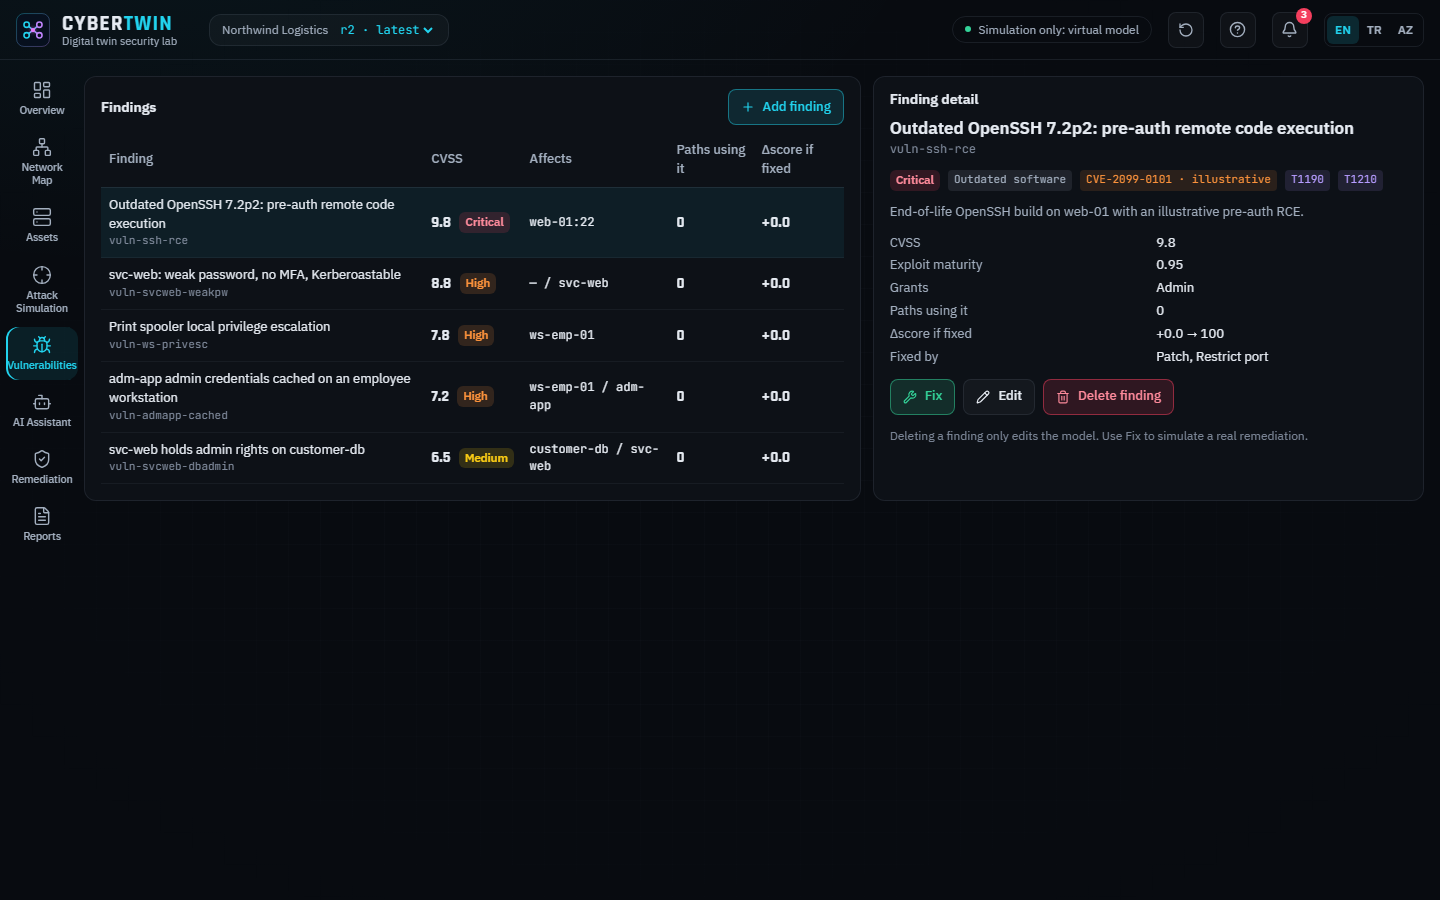 CYBERTWIN
Digital twin security lab
Northwind Logistics r2 · latest
Simulation only: virtual model
3
EN TR AZ
Overview
Network
Map
Assets
Attack
Simulation
Vulnerabilities
AI Assistant
Remediation
Reports
Findings
+ Add finding
Finding CVSS Affects Paths using it Δscore if fixed
Outdated OpenSSH 7.2p2: pre-auth remote code
execution
vuln-ssh-rce
9.8 Critical web-01:22 0 +0.0
svc-web: weak password, no MFA, Kerberoastable
vuln-svcweb-weakpw
8.8 High — / svc-web 0 +0.0
Print spooler local privilege escalation
vuln-ws-privesc
7.8 High ws-emp-01 0 +0.0
adm-app admin credentials cached on an employee
workstation
vuln-admapp-cached
7.2 High ws-emp-01 / adm-app 0 +0.0
svc-web holds admin rights on customer-db
vuln-svcweb-dbadmin
6.5 Medium customer-db / svc-web 0 +0.0
Finding detail
Outdated OpenSSH 7.2p2: pre-auth remote code execution
vuln-ssh-rce
Critical Outdated software CVE-2099-0101 · illustrative T1190 T1210
End-of-life OpenSSH build on web-01 with an illustrative pre-auth RCE.
CVSS 9.8
Exploit maturity 0.95
Grants Admin
Paths using it 0
Δscore if fixed +0.0 → 100
Fixed by Patch, Restrict port
Fix Edit Delete finding
Deleting a finding only edits the model. Use Fix to simulate a real remediation.